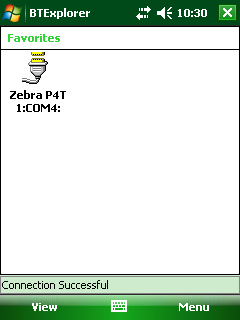 BTExplorer 10:30
Favorites
Zebra P4T
1:COM4:
Connection Successful
View Menu